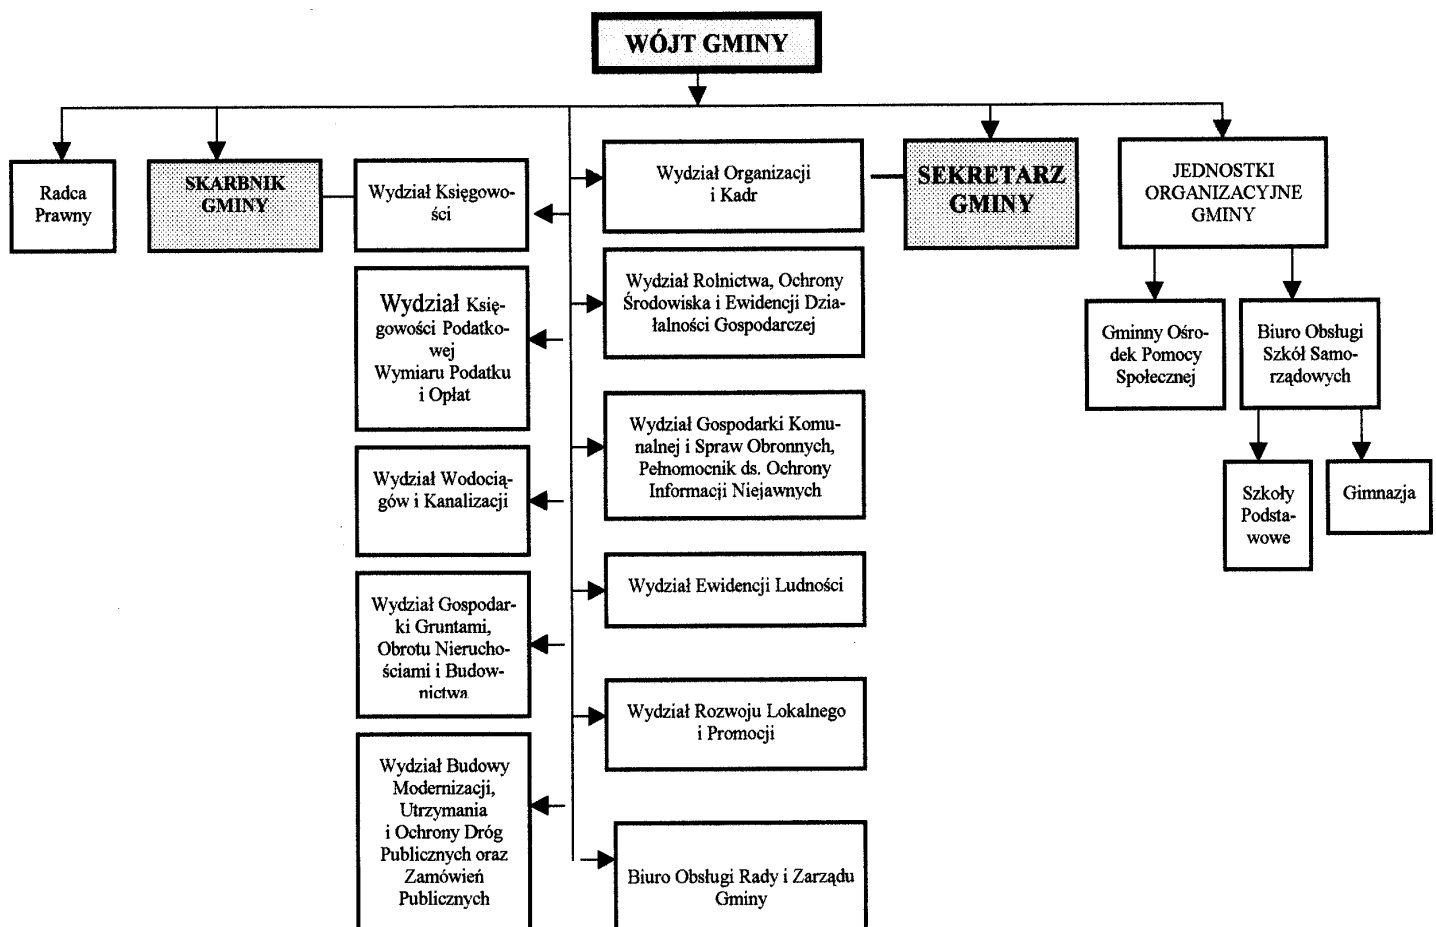 WÓJT GMINY
Radca
Prawny
SKARBNIK
GMINY
Wydział Księgowo-
ści
Wydział Organizacji
i Kadr
SEKRETARZ
GMINY
JEDNOSTKI
ORGANIZACYJNE
GMINY
Wydział Księ-
gowości Podatko-
wej
Wymiaru Podatku
i Opłat
Wydział Rolnictwa, Ochrony
Środowiska i Ewidencji Dzia-
łalności Gospodarczej
Gminny Ośro-
dek Pomocy
Społecznej
Biuro Obsługi
Szkół Samo-
rządowych
Wydział Wodocią-
gów i Kanalizacji
Wydział Gospodarki Komu-
nalnej i Spraw Obronnych,
Pełnomocnik ds. Ochrony
Informacji Niejawnych
Szkoły
Podsta-
wowe
Gimnazja
Wydział Gospodar-
ki Gruntami,
Obrotu Nierucho-
ściami i Budow-
nictwa
Wydział Ewidencji Ludności
Wydział Rozwoju Lokalnego
i Promocji
Wydział Budowy
Modernizacji,
Utrzymania
i Ochrony Dróg
Publicznych oraz
Zamówień
Publicznych
Biuro Obsługi Rady i Zarządu
Gminy